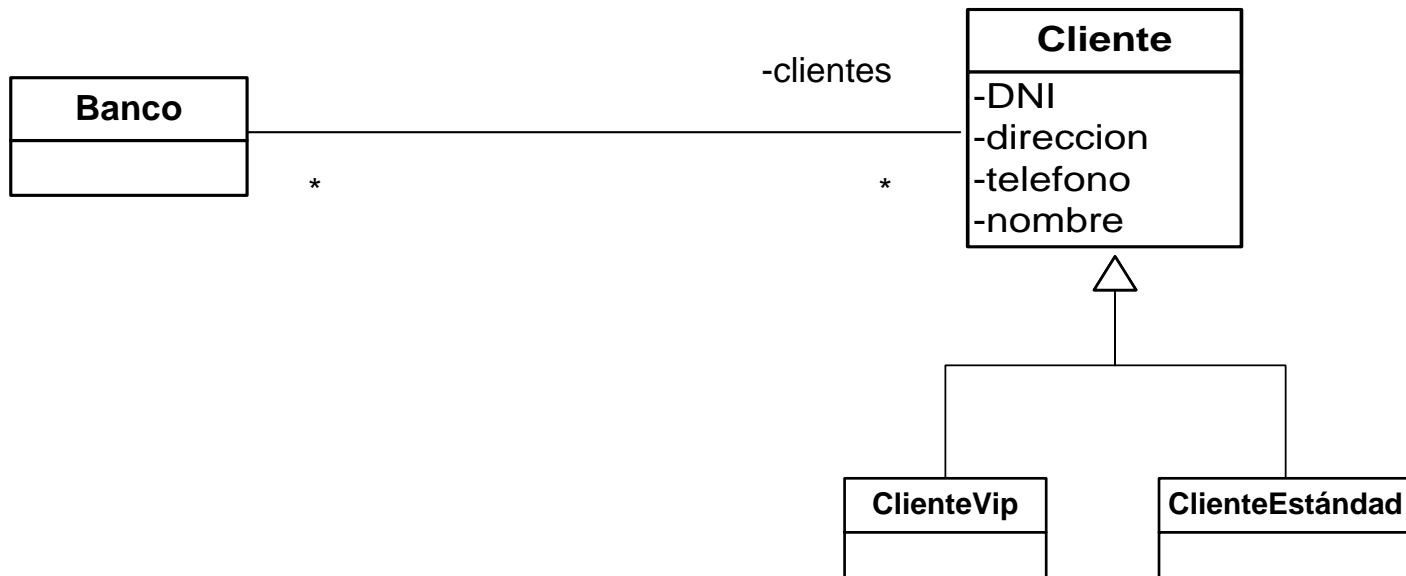 Banco
-clientes
*
*
Cliente
-DNI
-direccion
-telefono
-nombre
ClienteVip
ClienteEstándad